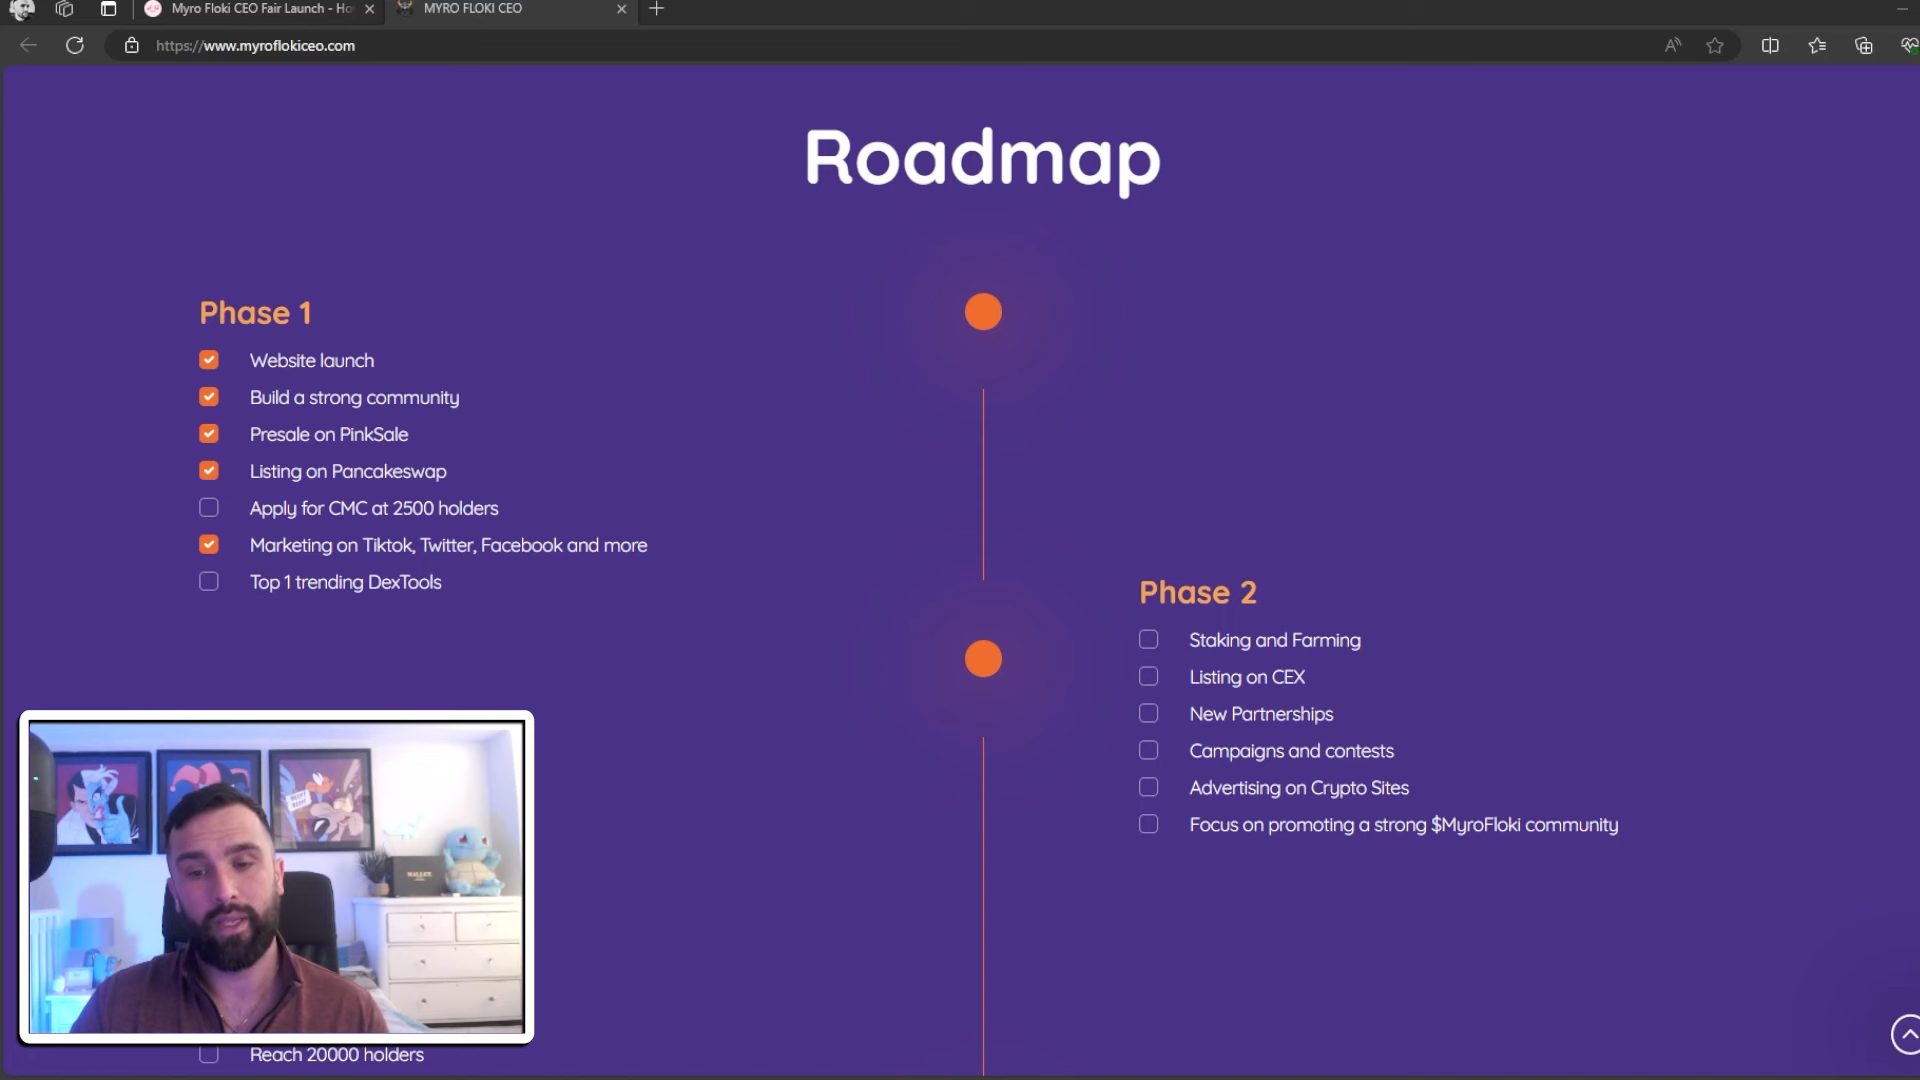 Myro Floki CEO Fair Launch - Ho
MYRO FLOKI CEO
https://www.myroflokiceo.com
Roadmap
Phase 1
Website launch
Build a strong community
Presale on PinkSale
Listing on Pancakeswap
Apply for CMC at 2500 holders
Marketing on Tiktok, Twitter, Facebook and more
Top 1 trending DexTools
Phase 2
Staking and Farming
Listing on CEX
New Partnerships
Campaigns and contests
Advertising on Crypto Sites
Focus on promoting a strong $MyroFloki community
Reach 20000 holders